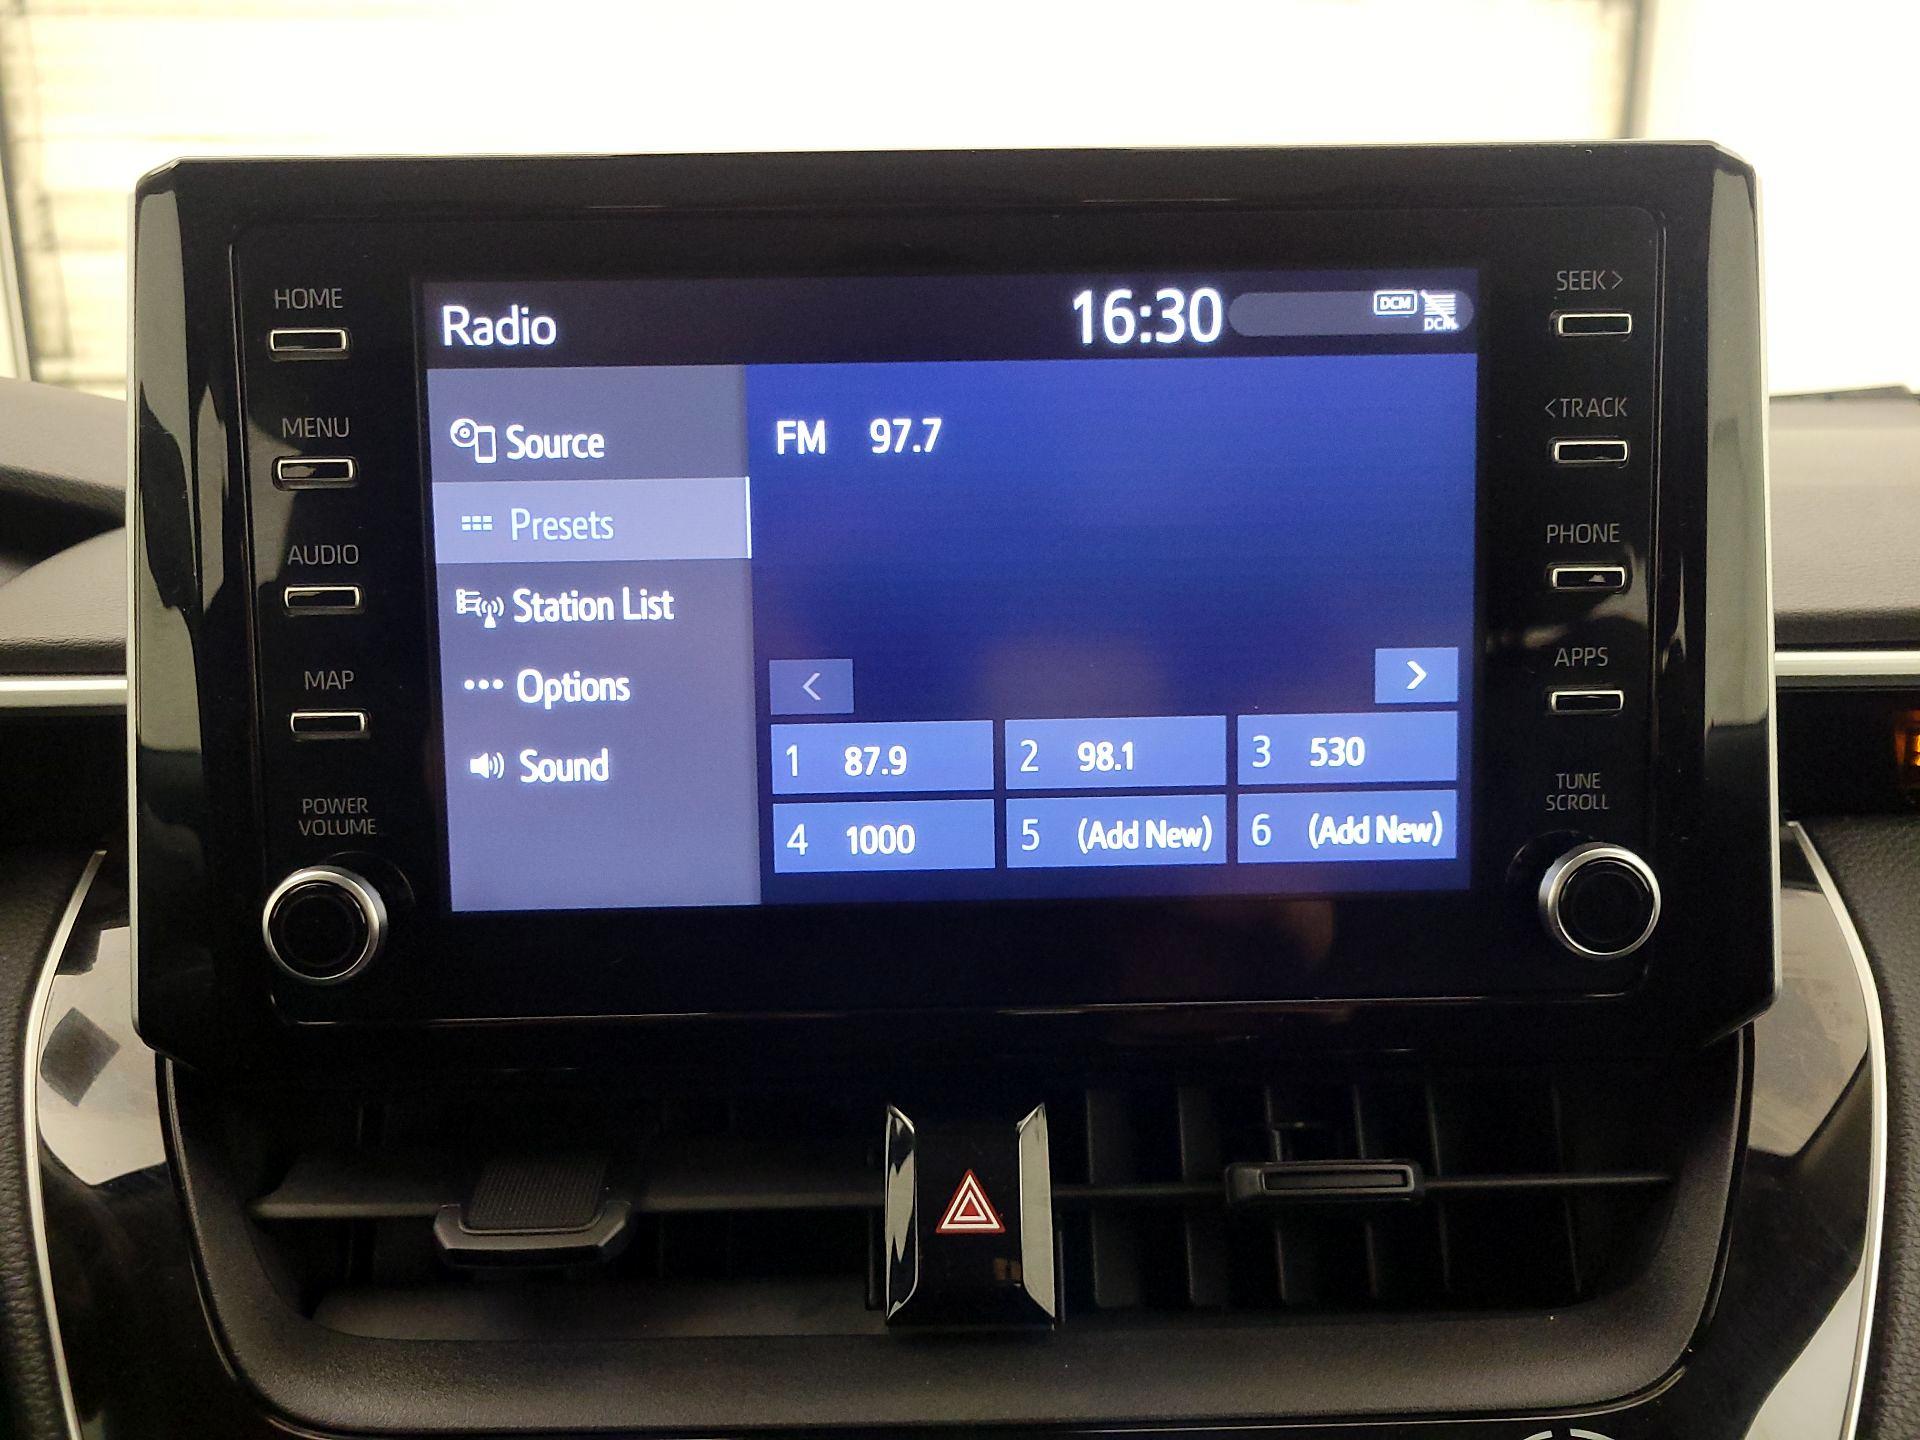 HOME
MENU
AUDIO
MAP
POWER
VOLUME
Radio
16:30
DCM
DCM
Source
Presets
Station List
Options
Sound
FM 97.7
<
>
1 87.9
2 98.1
3 530
4 1000
5 (Add New)
6 (Add New)
SEEK >
< TRACK
PHONE
APPS
TUNE
SCROLL